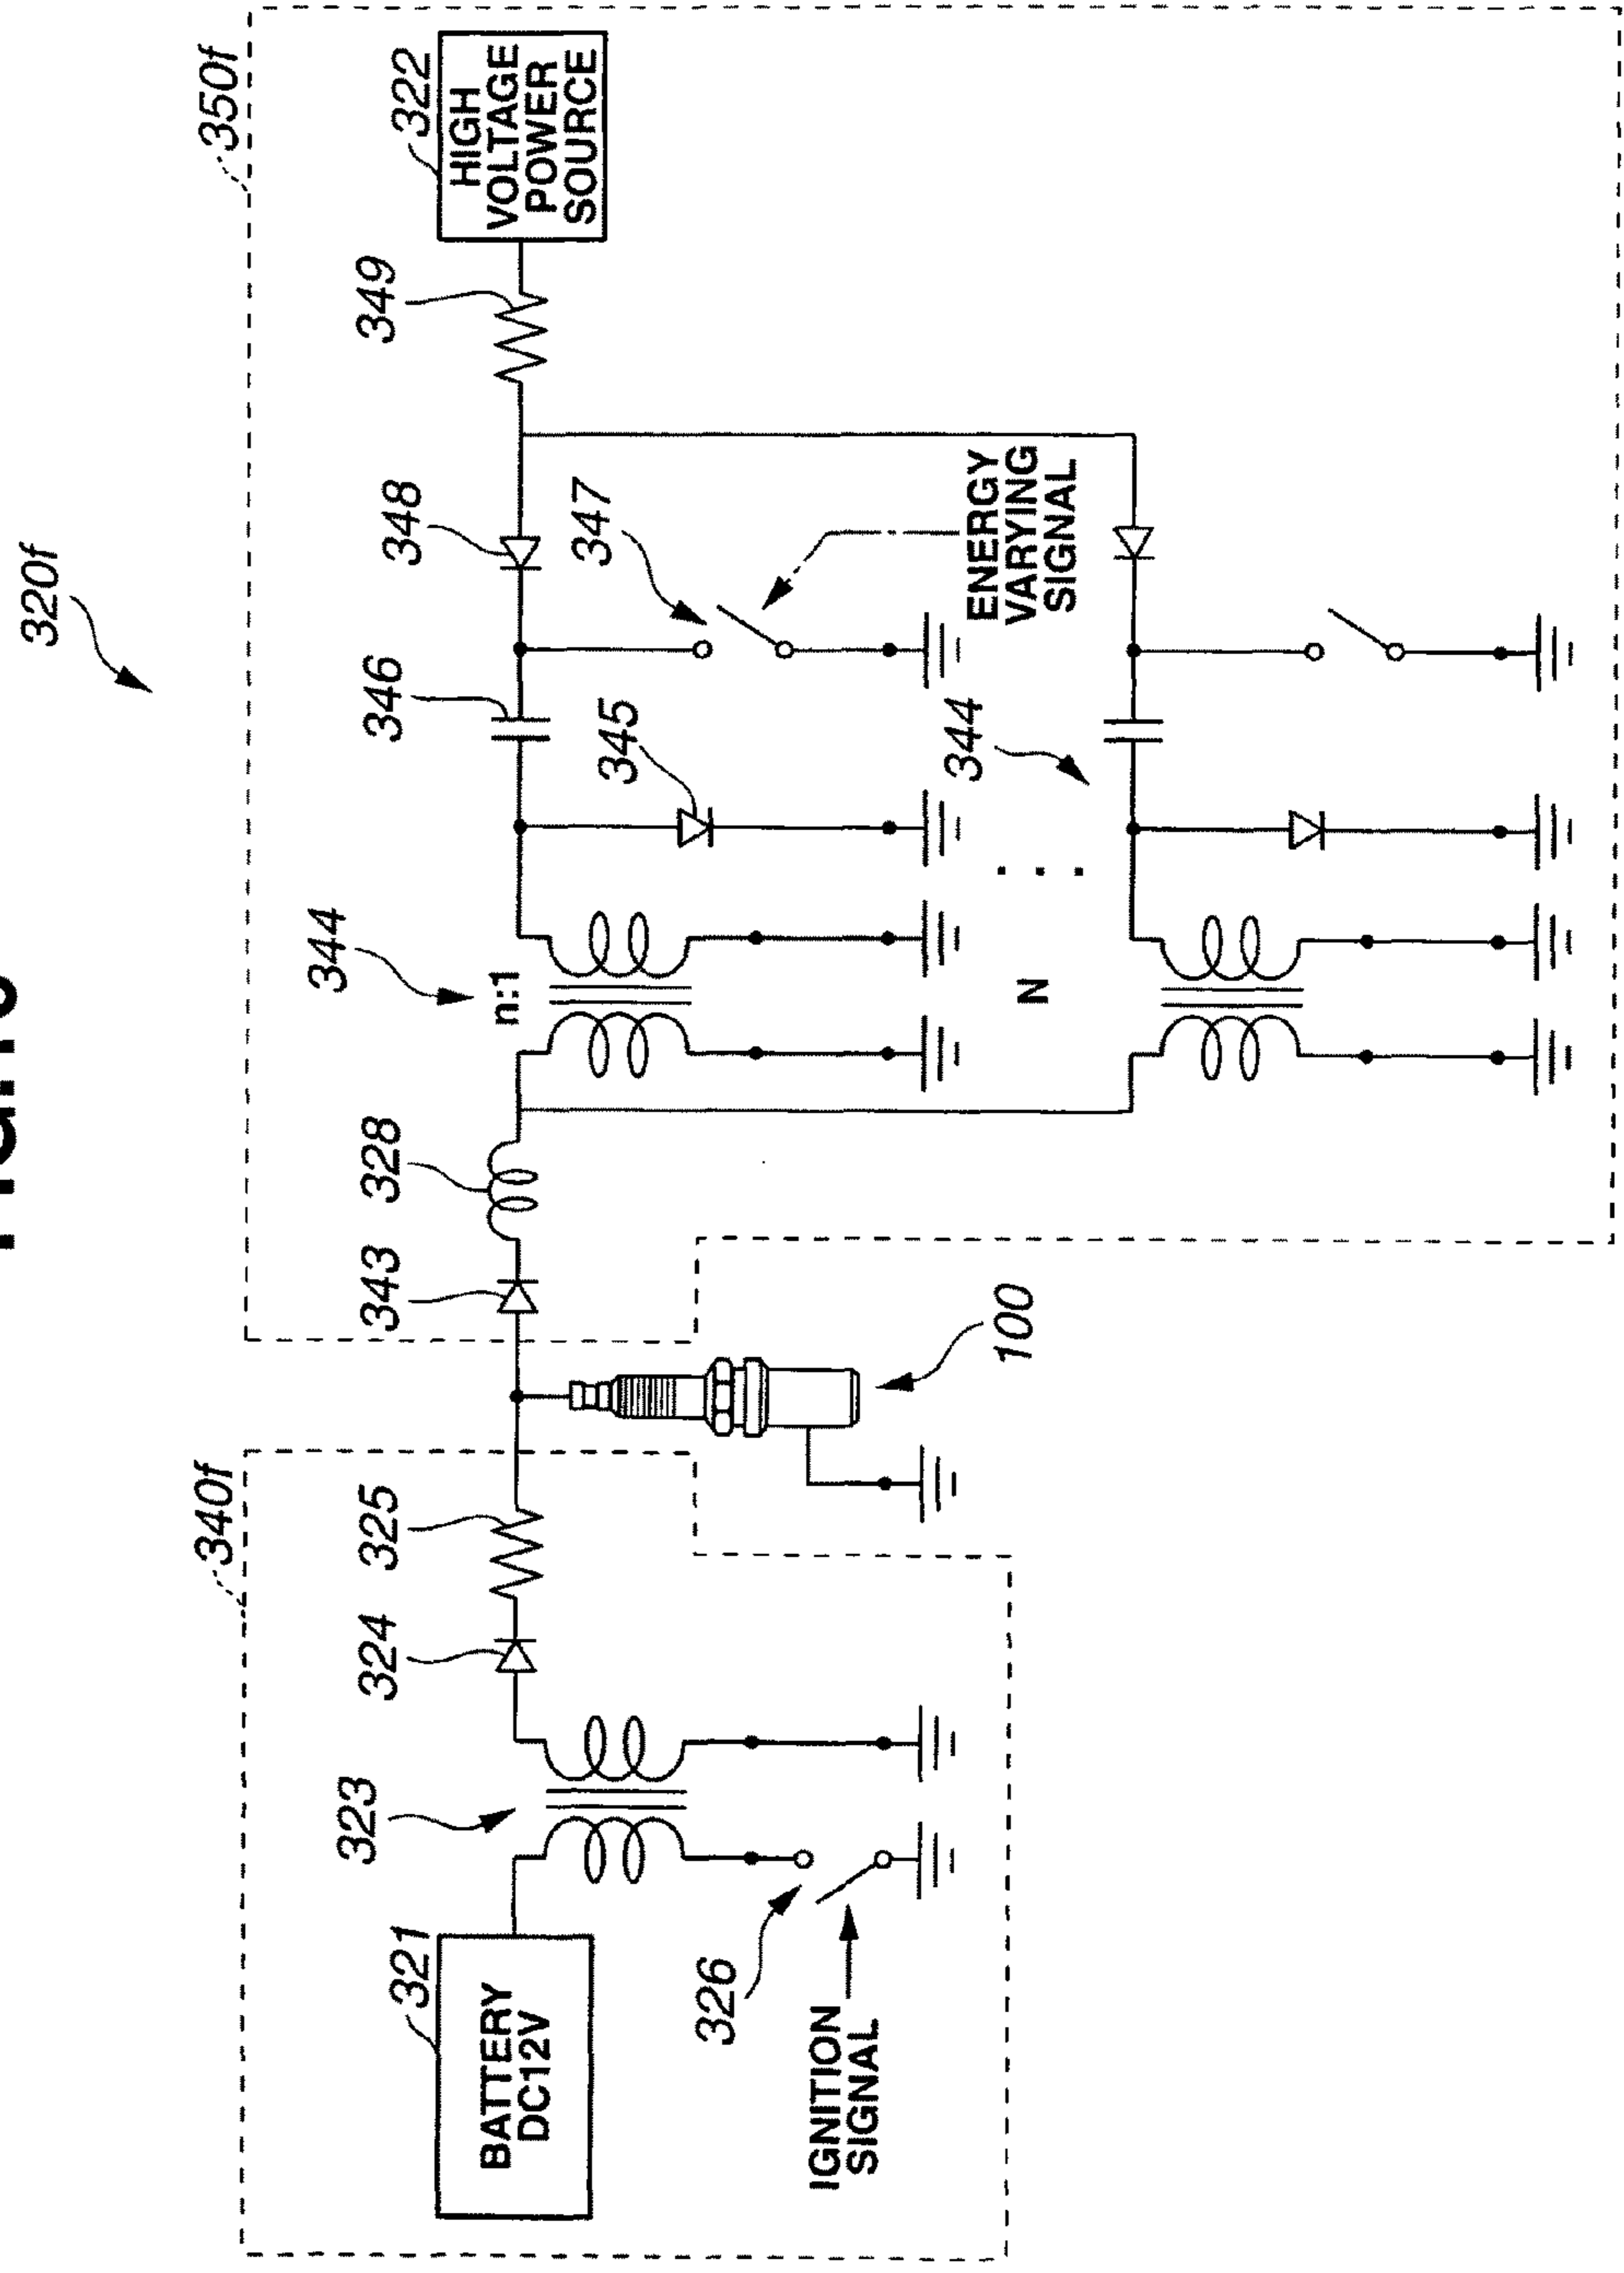 320f
340f
350f
321
BATTERY
DC12V
323
324
325
343
328
344
n:1
346
348
349
322
HIGH
VOLTAGE
POWER
SOURCE
345
347
326
IGNITION
SIGNAL
100
N
. . .
344
ENERGY
VARYING
SIGNAL